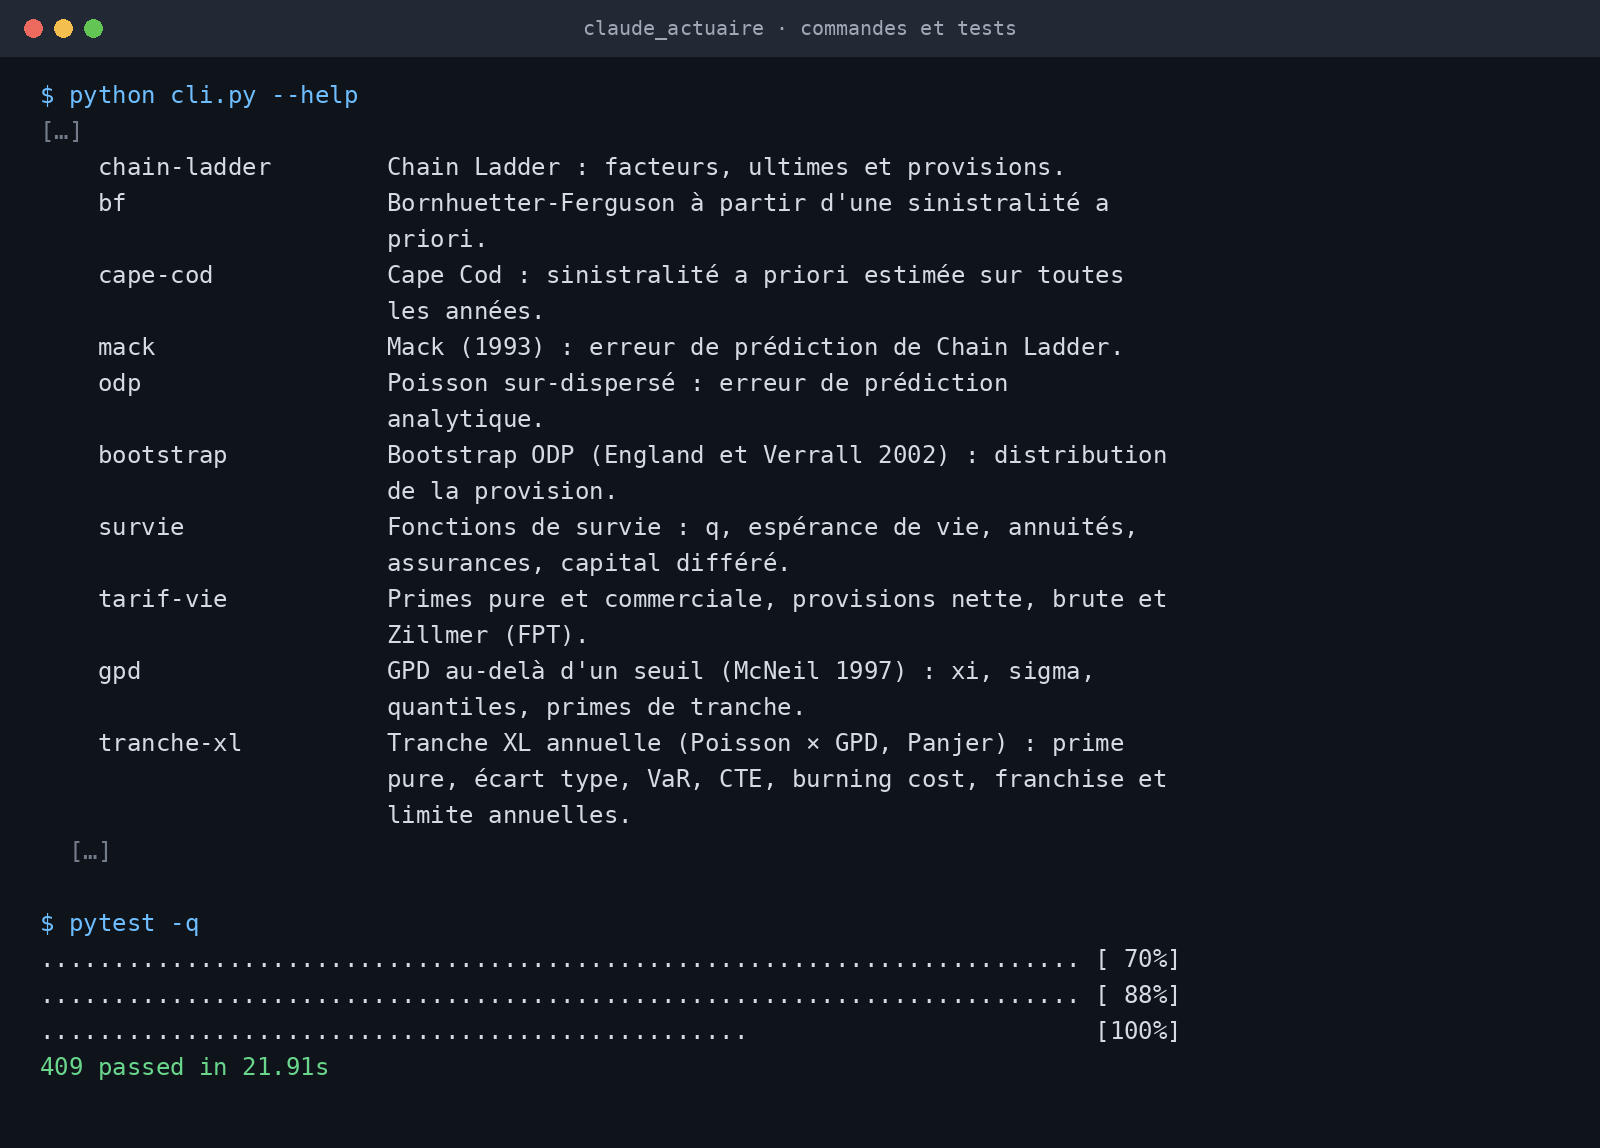 claude_actuaire · commandes et tests
$ python cli.py --help
[…]
chain-ladder        Chain Ladder : facteurs, ultimes et provisions.
bf                  Bornhuetter-Ferguson à partir d'une sinistralité a
priori.
cape-cod            Cape Cod : sinistralité a priori estimée sur toutes
les années.
mack                Mack (1993) : erreur de prédiction de Chain Ladder.
odp                 Poisson sur-dispersé : erreur de prédiction
analytique.
bootstrap           Bootstrap ODP (England et Verrall 2002) : distribution
de la provision.
survie              Fonctions de survie : q, espérance de vie, annuités,
assurances, capital différé.
tarif-vie           Primes pure et commerciale, provisions nette, brute et
Zillmer (FPT).
gpd                 GPD au-delà d'un seuil (McNeil 1997) : xi, sigma,
quantiles, primes de tranche.
tranche-xl          Tranche XL annuelle (Poisson × GPD, Panjer) : prime
pure, écart type, VaR, CTE, burning cost, franchise et
limite annuelles.
[…]
$ pytest -q
........................................................................ [ 70%]
........................................................................ [ 88%]
.................................................                        [100%]
409 passed in 21.91s